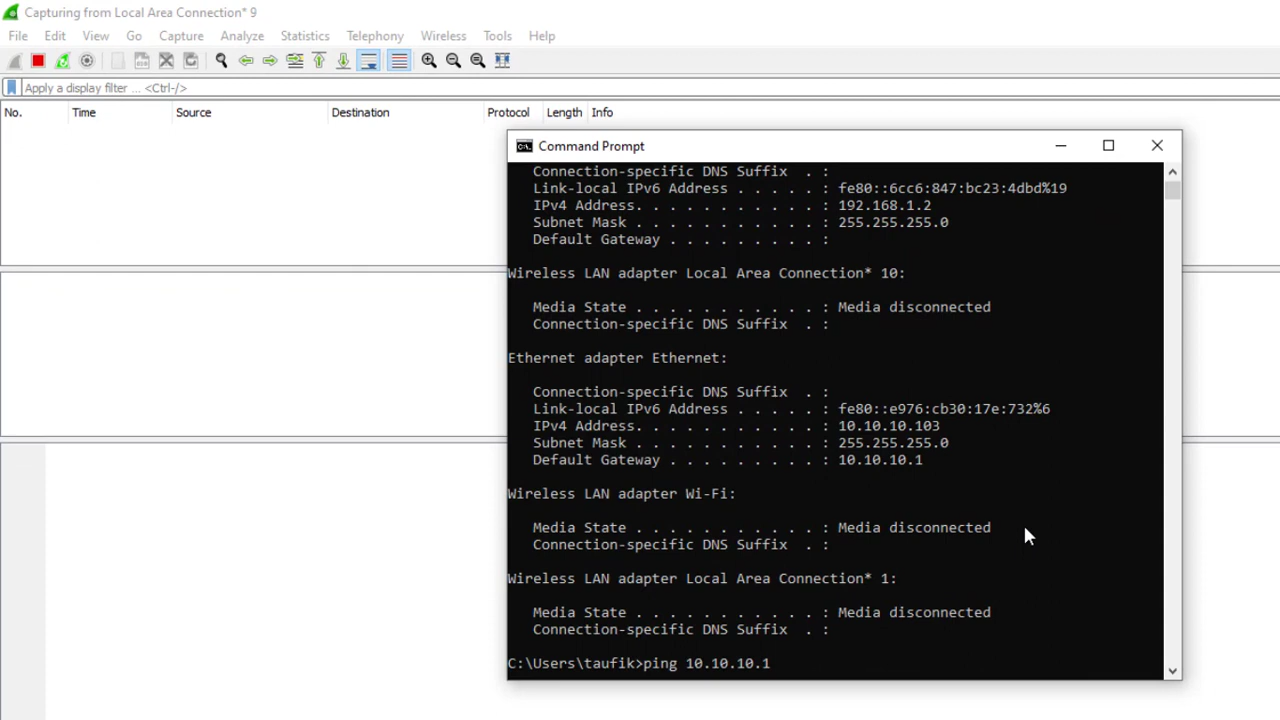 Capturing from Local Area Connection* 9
File Edit View Go Capture Analyze Statistics Telephony Wireless Tools Help
Apply a display filter ... <Ctrl-/>
No. Time Source Destination Protocol Length Info
Command Prompt
Connection-specific DNS Suffix . :
Link-local IPv6 Address . . . . . : fe80::6cc6:847:bc23:4dbd%19
IPv4 Address. . . . . . . . . . . : 192.168.1.2
Subnet Mask . . . . . . . . . . . : 255.255.255.0
Default Gateway . . . . . . . . . :
Wireless LAN adapter Local Area Connection* 10:
Media State . . . . . . . . . . . : Media disconnected
Connection-specific DNS Suffix . :
Ethernet adapter Ethernet:
Connection-specific DNS Suffix . :
Link-local IPv6 Address . . . . . : fe80::e976:cb30:17e:732%6
IPv4 Address. . . . . . . . . . . : 10.10.10.103
Subnet Mask . . . . . . . . . . . : 255.255.255.0
Default Gateway . . . . . . . . . : 10.10.10.1
Wireless LAN adapter Wi-Fi:
Media State . . . . . . . . . . . : Media disconnected
Connection-specific DNS Suffix . :
Wireless LAN adapter Local Area Connection* 1:
Media State . . . . . . . . . . . : Media disconnected
Connection-specific DNS Suffix . :
C:\Users\taufik>ping 10.10.10.1